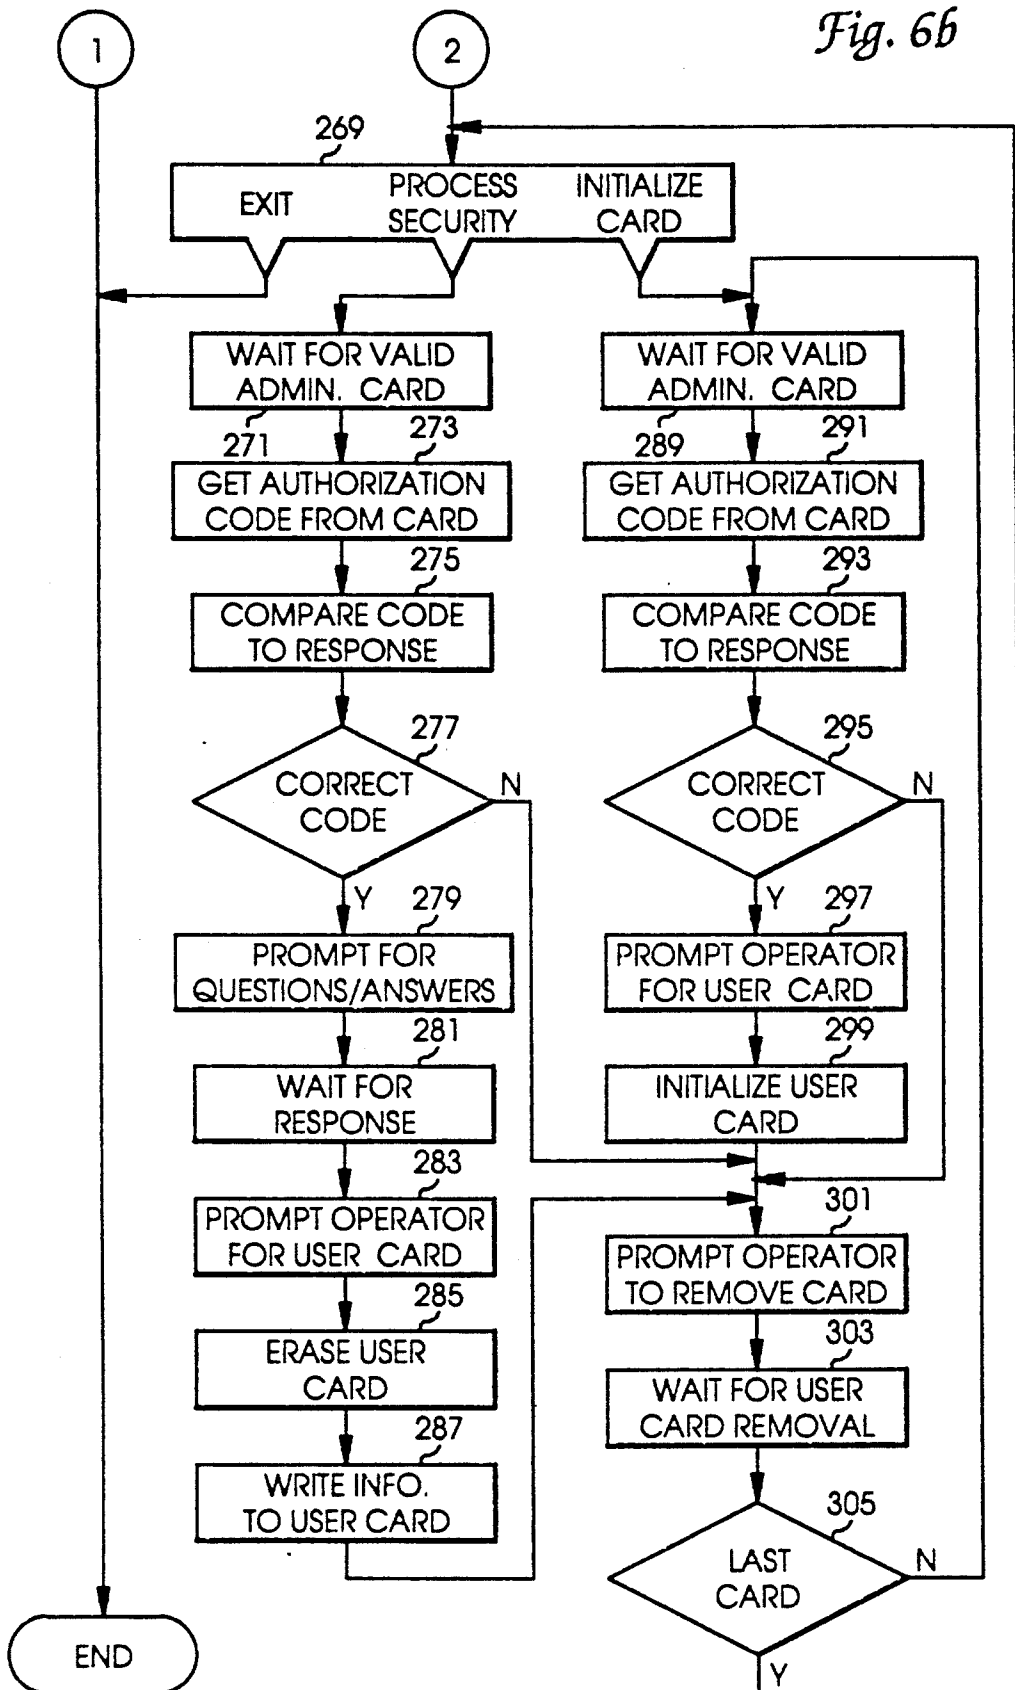 Fig. 6b
1
2
269
EXIT
PROCESS
SECURITY
INITIALIZE
CARD
WAIT FOR VALID
ADMIN. CARD
271
273
GET AUTHORIZATION
CODE FROM CARD
275
COMPARE CODE
TO RESPONSE
277
CORRECT
CODE
N
Y
279
PROMPT FOR
QUESTIONS/ANSWERS
281
WAIT FOR
RESPONSE
283
PROMPT OPERATOR
FOR USER CARD
285
ERASE USER
CARD
287
WRITE INFO.
TO USER CARD
WAIT FOR VALID
ADMIN. CARD
289
291
GET AUTHORIZATION
CODE FROM CARD
293
COMPARE CODE
TO RESPONSE
295
CORRECT
CODE
N
Y
297
PROMPT OPERATOR
FOR USER CARD
299
INITIALIZE USER
CARD
301
PROMPT OPERATOR
TO REMOVE CARD
303
WAIT FOR USER
CARD REMOVAL
305
LAST
CARD
N
Y
END